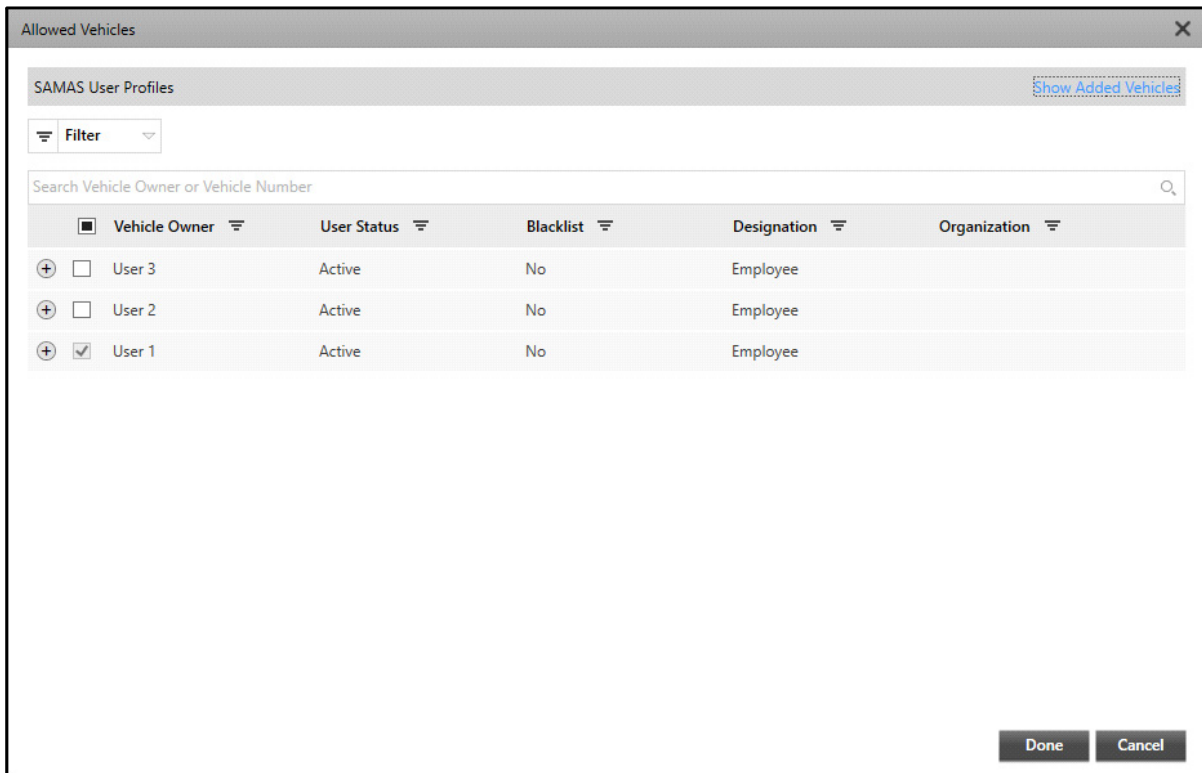 Allowed Vehicles
SAMAS User Profiles Show Added Vehicles
Filter
Search Vehicle Owner or Vehicle Number
Vehicle Owner User Status Blacklist Designation Organization
User 3 Active No Employee
User 2 Active No Employee
User 1 Active No Employee
Done Cancel